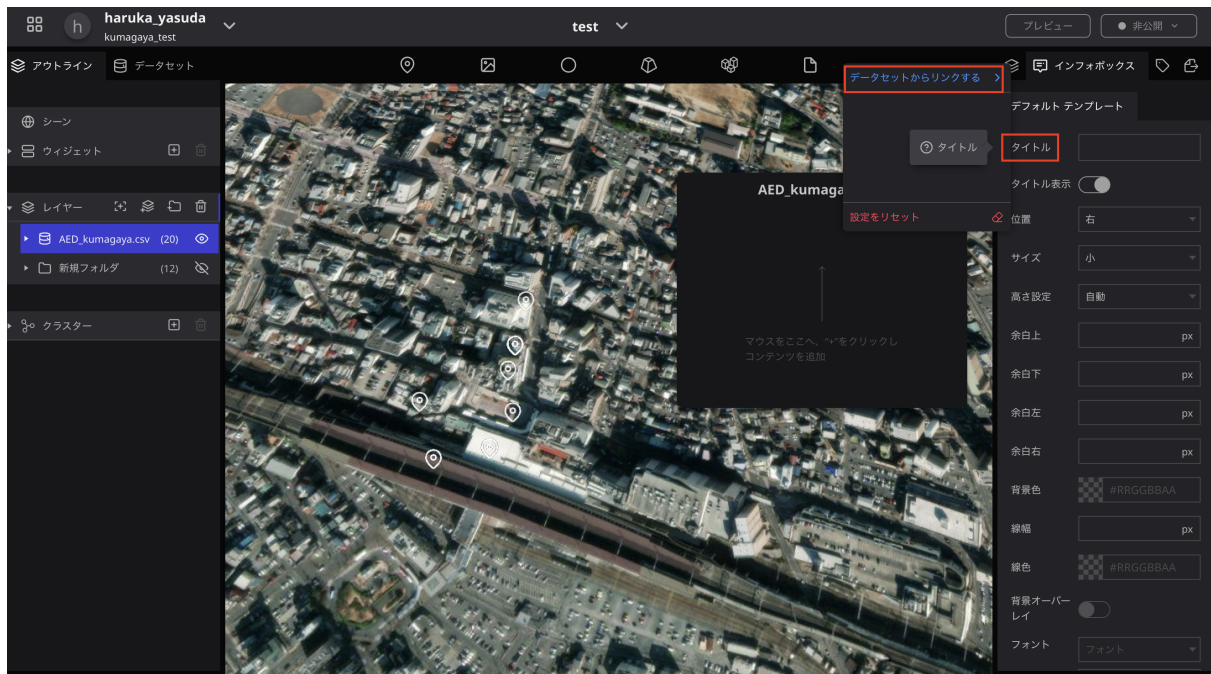 h
haruka_yasuda
kumagaya_test
test
プレビュー
非公開
アウトライン
データセット
インフォボックス
シーン
ウィジェット
レイヤー
AED_kumagaya.csv (20)
新規フォルダ (12)
クラスター
データセットからリンクする
タイトル
設定をリセット
AED_kumaga
マウスをここへ、"+"をクリックし
コンテンツを追加
デフォルト テンプレート
タイトル
タイトル表示
位置 右
サイズ 小
高さ設定 自動
余白上 px
余白下 px
余白左 px
余白右 px
背景色 #RRGGBBAA
線幅 px
線色 #RRGGBBAA
背景オーバー
レイ
フォント フォント